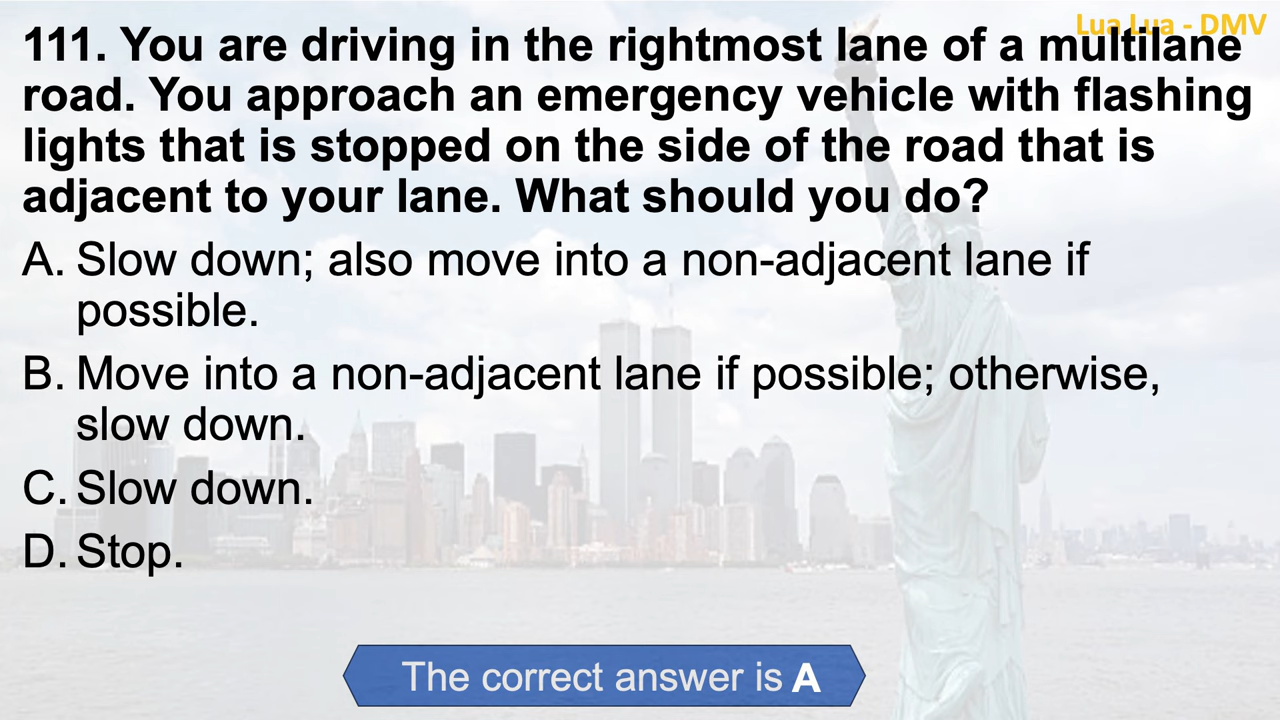 Lua Lua - DMV
111. You are driving in the rightmost lane of a multilane
road. You approach an emergency vehicle with flashing
lights that is stopped on the side of the road that is
adjacent to your lane. What should you do?
A. Slow down; also move into a non-adjacent lane if
possible.
B. Move into a non-adjacent lane if possible; otherwise,
slow down.
C. Slow down.
D. Stop.
The correct answer is A